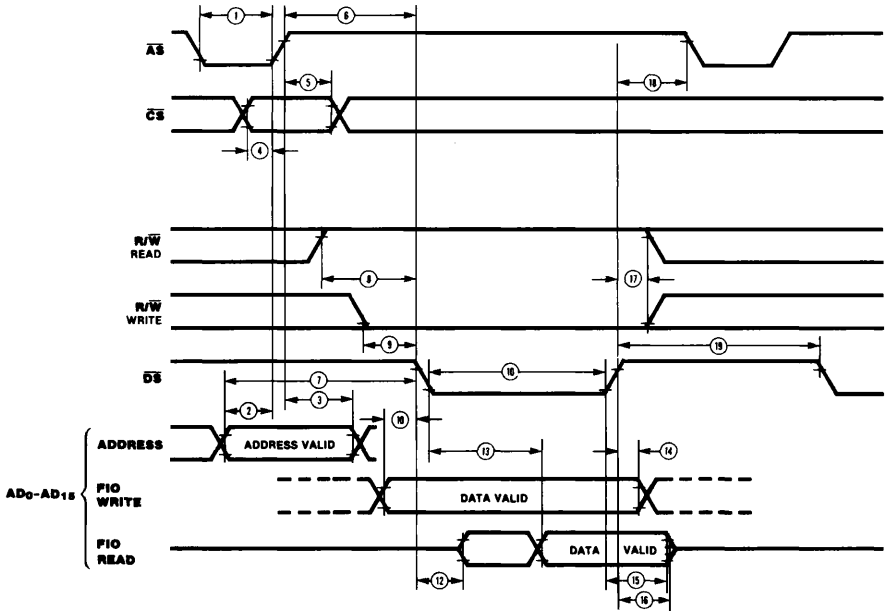 1
6
AS
5
18
CS
4
R/W
READ
8
17
R/W
WRITE
9
19
DS
7
2
3
10
ADDRESS
ADDRESS VALID
13
14
AD0-AD15
FIO
WRITE
DATA VALID
FIO
READ
DATA VALID
12
15
16